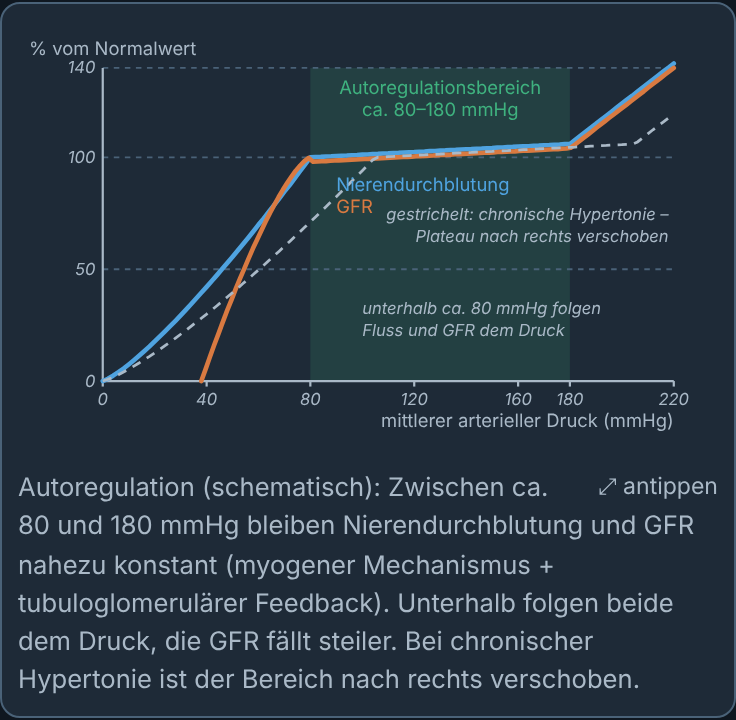 % vom Normalwert
140
Autoregulationsbereich
ca. 80–180 mmHg
100
Nierendurchblutung
GFR
gestrichelt: chronische Hypertonie –
Plateau nach rechts verschoben
50
unterhalb ca. 80 mmHg folgen
Fluss und GFR dem Druck
0
0 40 80 120 160 180 220
mittlerer arterieller Druck (mmHg)
Autoregulation (schematisch): Zwischen ca. ⤢ antippen
80 und 180 mmHg bleiben Nierendurchblutung und GFR
nahezu konstant (myogener Mechanismus +
tubuloglomerulärer Feedback). Unterhalb folgen beide
dem Druck, die GFR fällt steiler. Bei chronischer
Hypertonie ist der Bereich nach rechts verschoben.